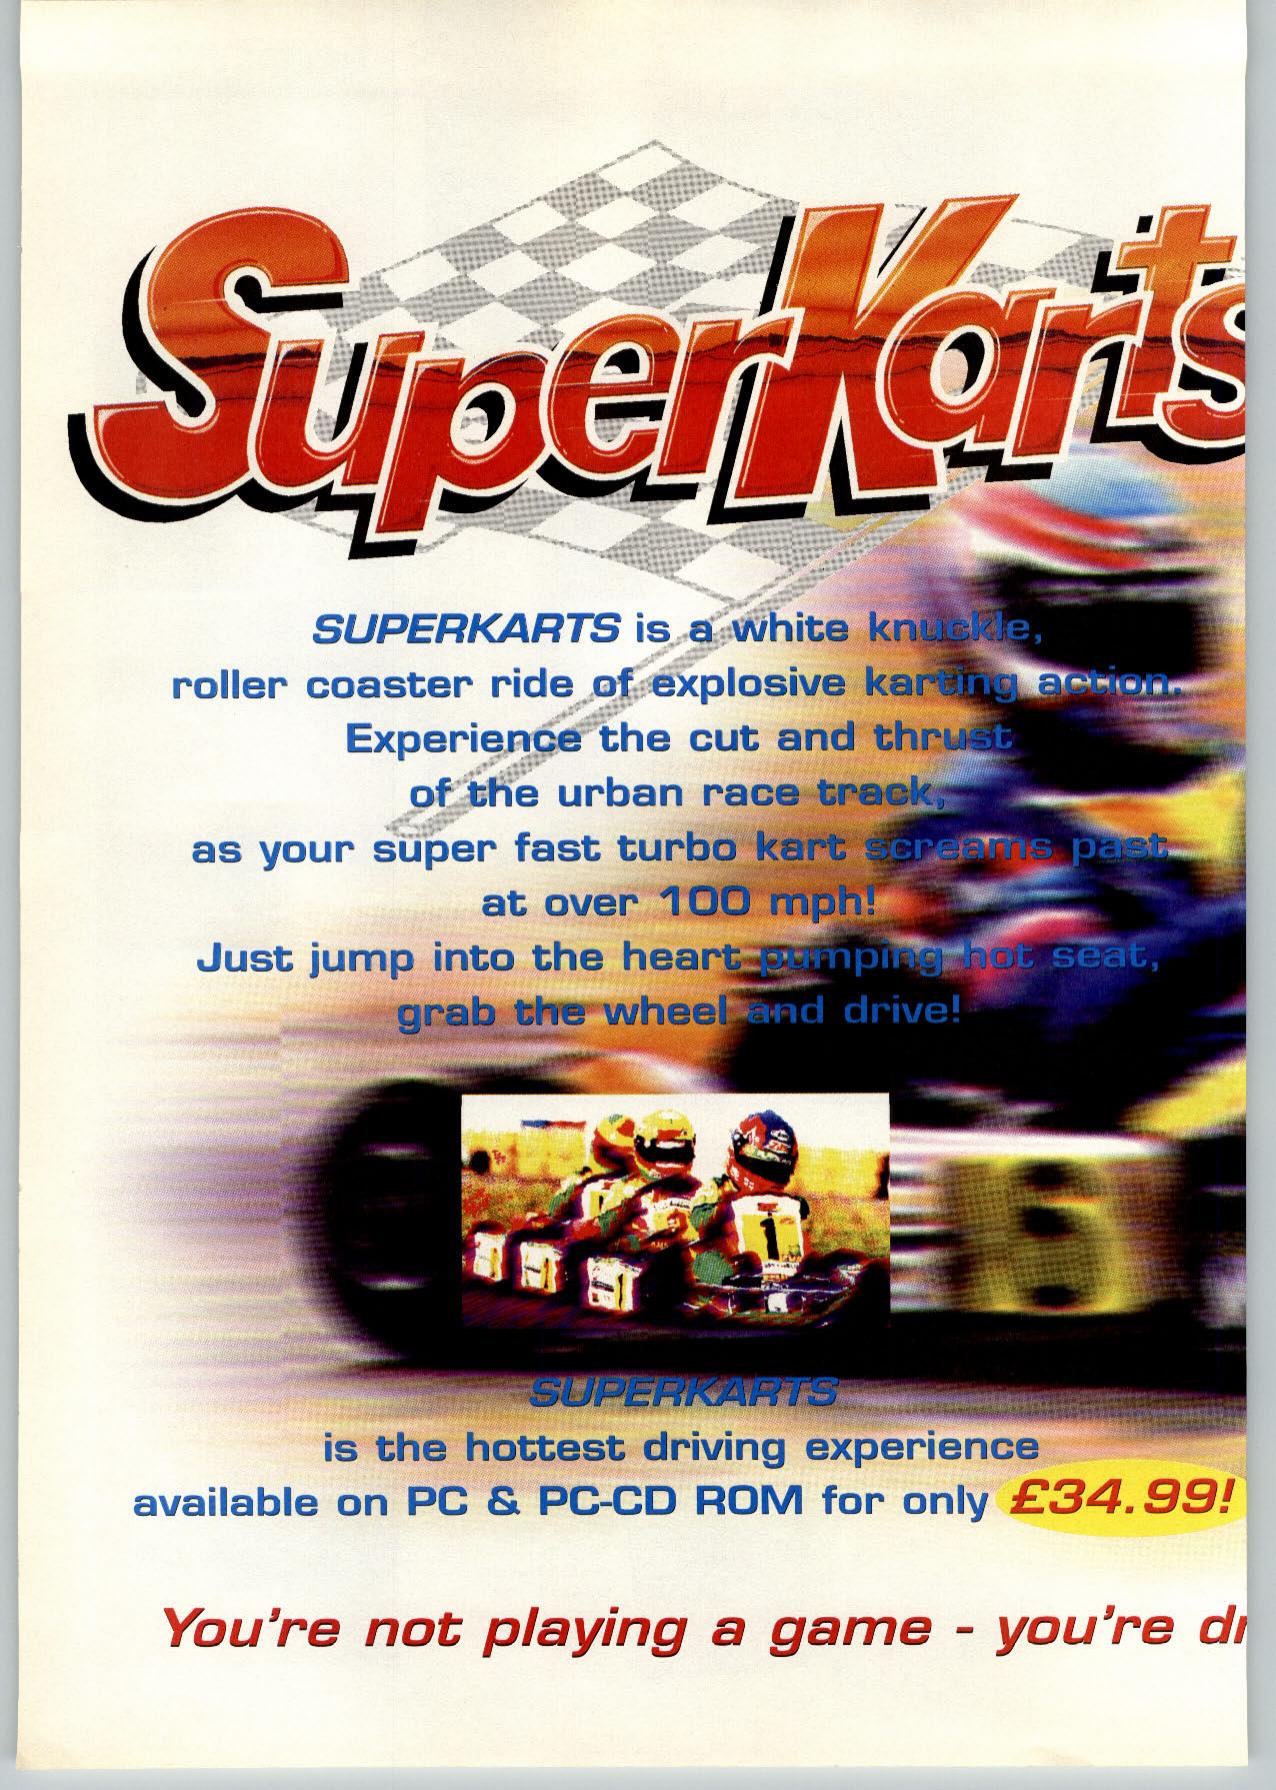 SuperKarts
SUPERKARTS is a white knuckle,
roller coaster ride of explosive karting action.
Experience the cut and thrust
of the urban race track,
as your super fast turbo kart screams past
at over 100 mph!
Just jump into the heart pumping hot seat,
grab the wheel and drive!
1
SUPERKARTS
is the hottest driving experience
available on PC & PC-CD ROM for only £34.99!
You're not playing a game - you're dr